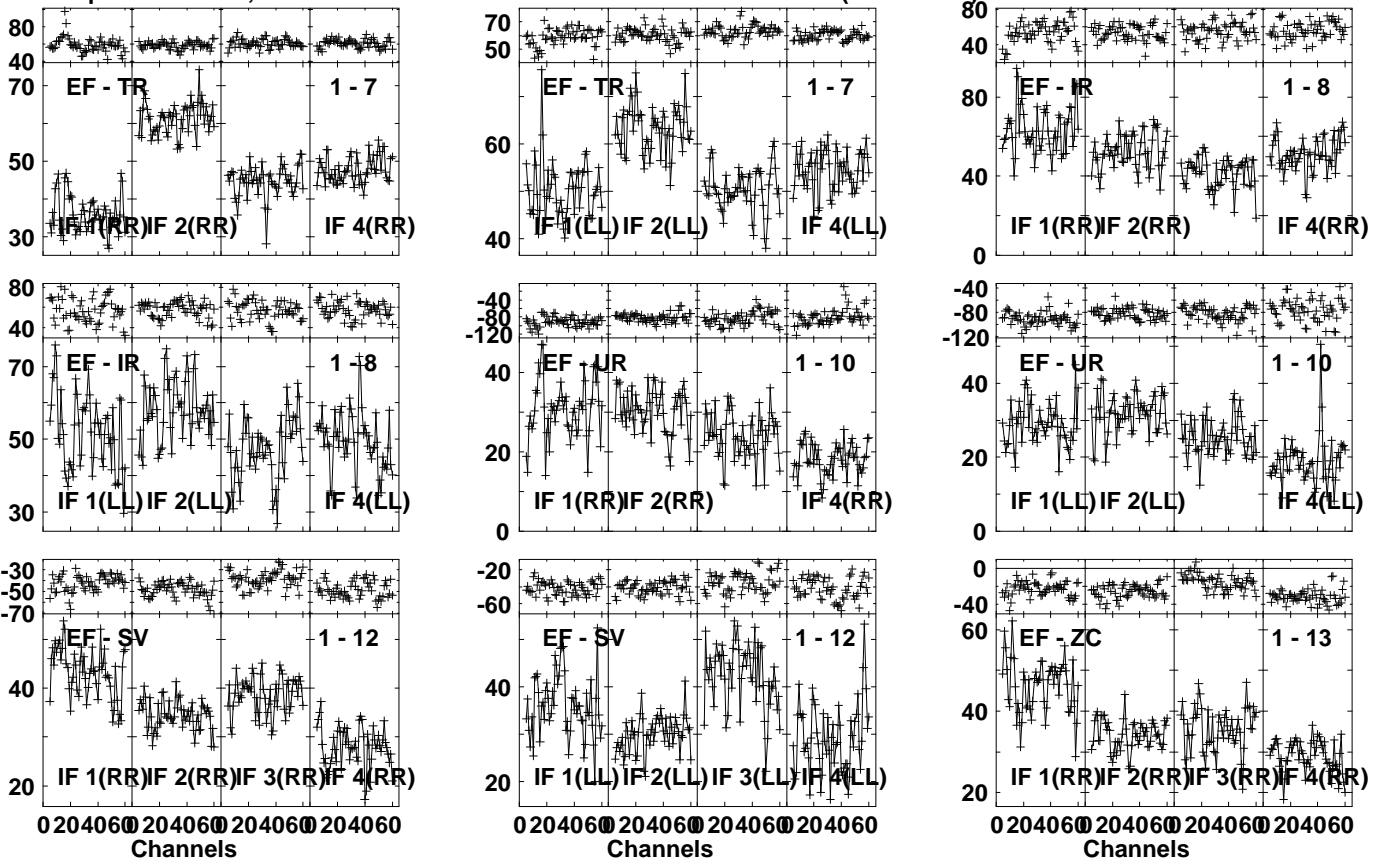 80
40
70
50
80
40
70
50
30
EF - TR
1 - 7
IF 1(RR)
IF 2(RR)
IF 4(RR)
60
40
EF - TR
1 - 7
IF 1(LL)
IF 2(LL)
IF 4(LL)
80
40
0
EF - IR
1 - 8
IF 1(RR)
IF 2(RR)
IF 4(RR)
80
40
-40
-80
-120
-40
-80
-120
70
50
30
EF - IR
1 - 8
IF 1(LL)
IF 2(LL)
IF 4(LL)
40
20
0
EF - UR
1 - 10
IF 1(RR)
IF 2(RR)
IF 4(RR)
40
20
0
EF - UR
1 - 10
IF 1(LL)
IF 2(LL)
IF 4(LL)
-30
-50
-70
-20
-60
0
-40
40
20
EF - SV
1 - 12
IF 1(RR)
IF 2(RR)
IF 3(RR)
IF 4(RR)
40
20
EF - SV
1 - 12
IF 1(LL)
IF 2(LL)
IF 3(LL)
IF 4(LL)
60
40
20
EF - ZC
1 - 13
IF 1(RR)
IF 2(RR)
IF 3(RR)
IF 4(RR)
0 20 40 60 0 20 40 60 0 20 40 60 0 20 40 60
0 20 40 60 0 20 40 60 0 20 40 60 0 20 40 60
0 20 40 60 0 20 40 60 0 20 40 60 0 20 40 60
Channels
Channels
Channels